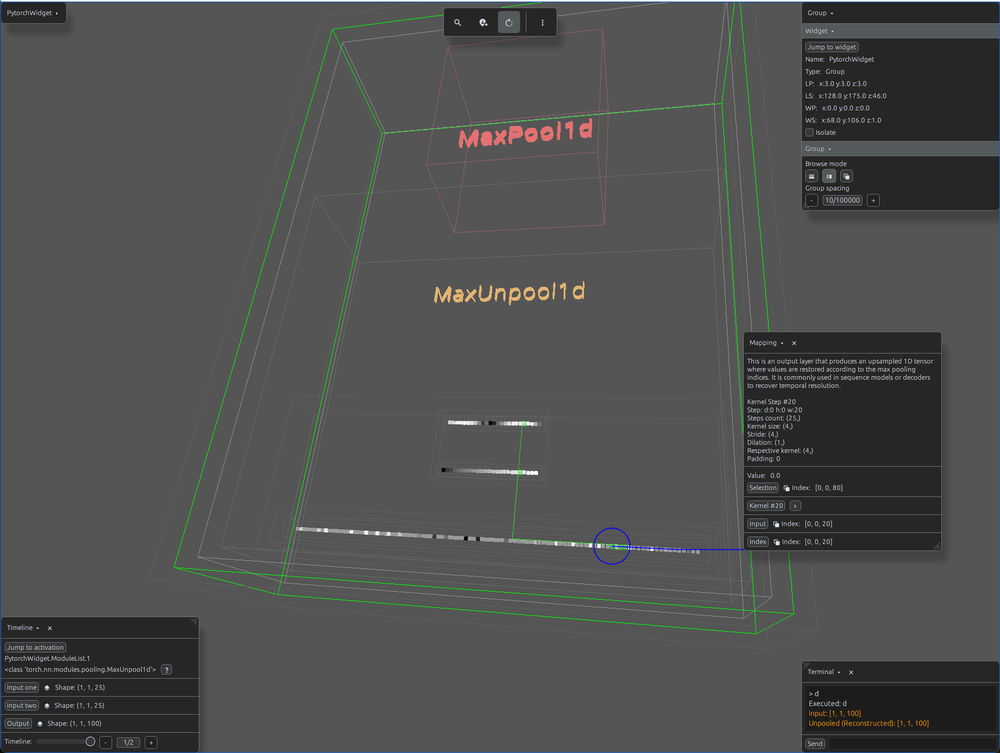 PytorchWidget
Group
Widget
Jump to widget
Name: PytorchWidget
Type: Group
LP: x:3.0 y:3.0 z:3.0
LS: x:128.0 y:175.0 z:46.0
WP: x:0.0 y:0.0 z:0.0
WS: x:68.0 y:106.0 z:1.0
Isolate
Group
Browse mode
Group spacing
- 10/100000 +
MaxPool1d
MaxUnpool1d
Mapping ×
This is an output layer that produces an upsampled 1D tensor
where values are restored according to the max pooling
indices. It is commonly used in sequence models or decoders
to recover temporal resolution.
Kernel Step #20
Step: d:0 h:0 w:20
Steps count: (25,)
Kernel size: (4,)
Stride: (4,)
Dilation: (1,)
Respective kernel: (4,)
Padding: 0
Value: 0.0
Selection Index: [0, 0, 80]
Kernel #20 >
Input Index: [0, 0, 20]
Index Index: [0, 0, 20]
Timeline ×
Jump to activation
PytorchWidget.ModuleList.1
<class 'torch.nn.modules.pooling.MaxUnpool1d'> ?
Input one Shape: (1, 1, 25)
Input two Shape: (1, 1, 25)
Output Shape: (1, 1, 100)
Timeline: - 1/2 +
Terminal ×
> d
Executed: d
Input: [1, 1, 100]
Unpooled (Reconstructed): [1, 1, 100]
Send